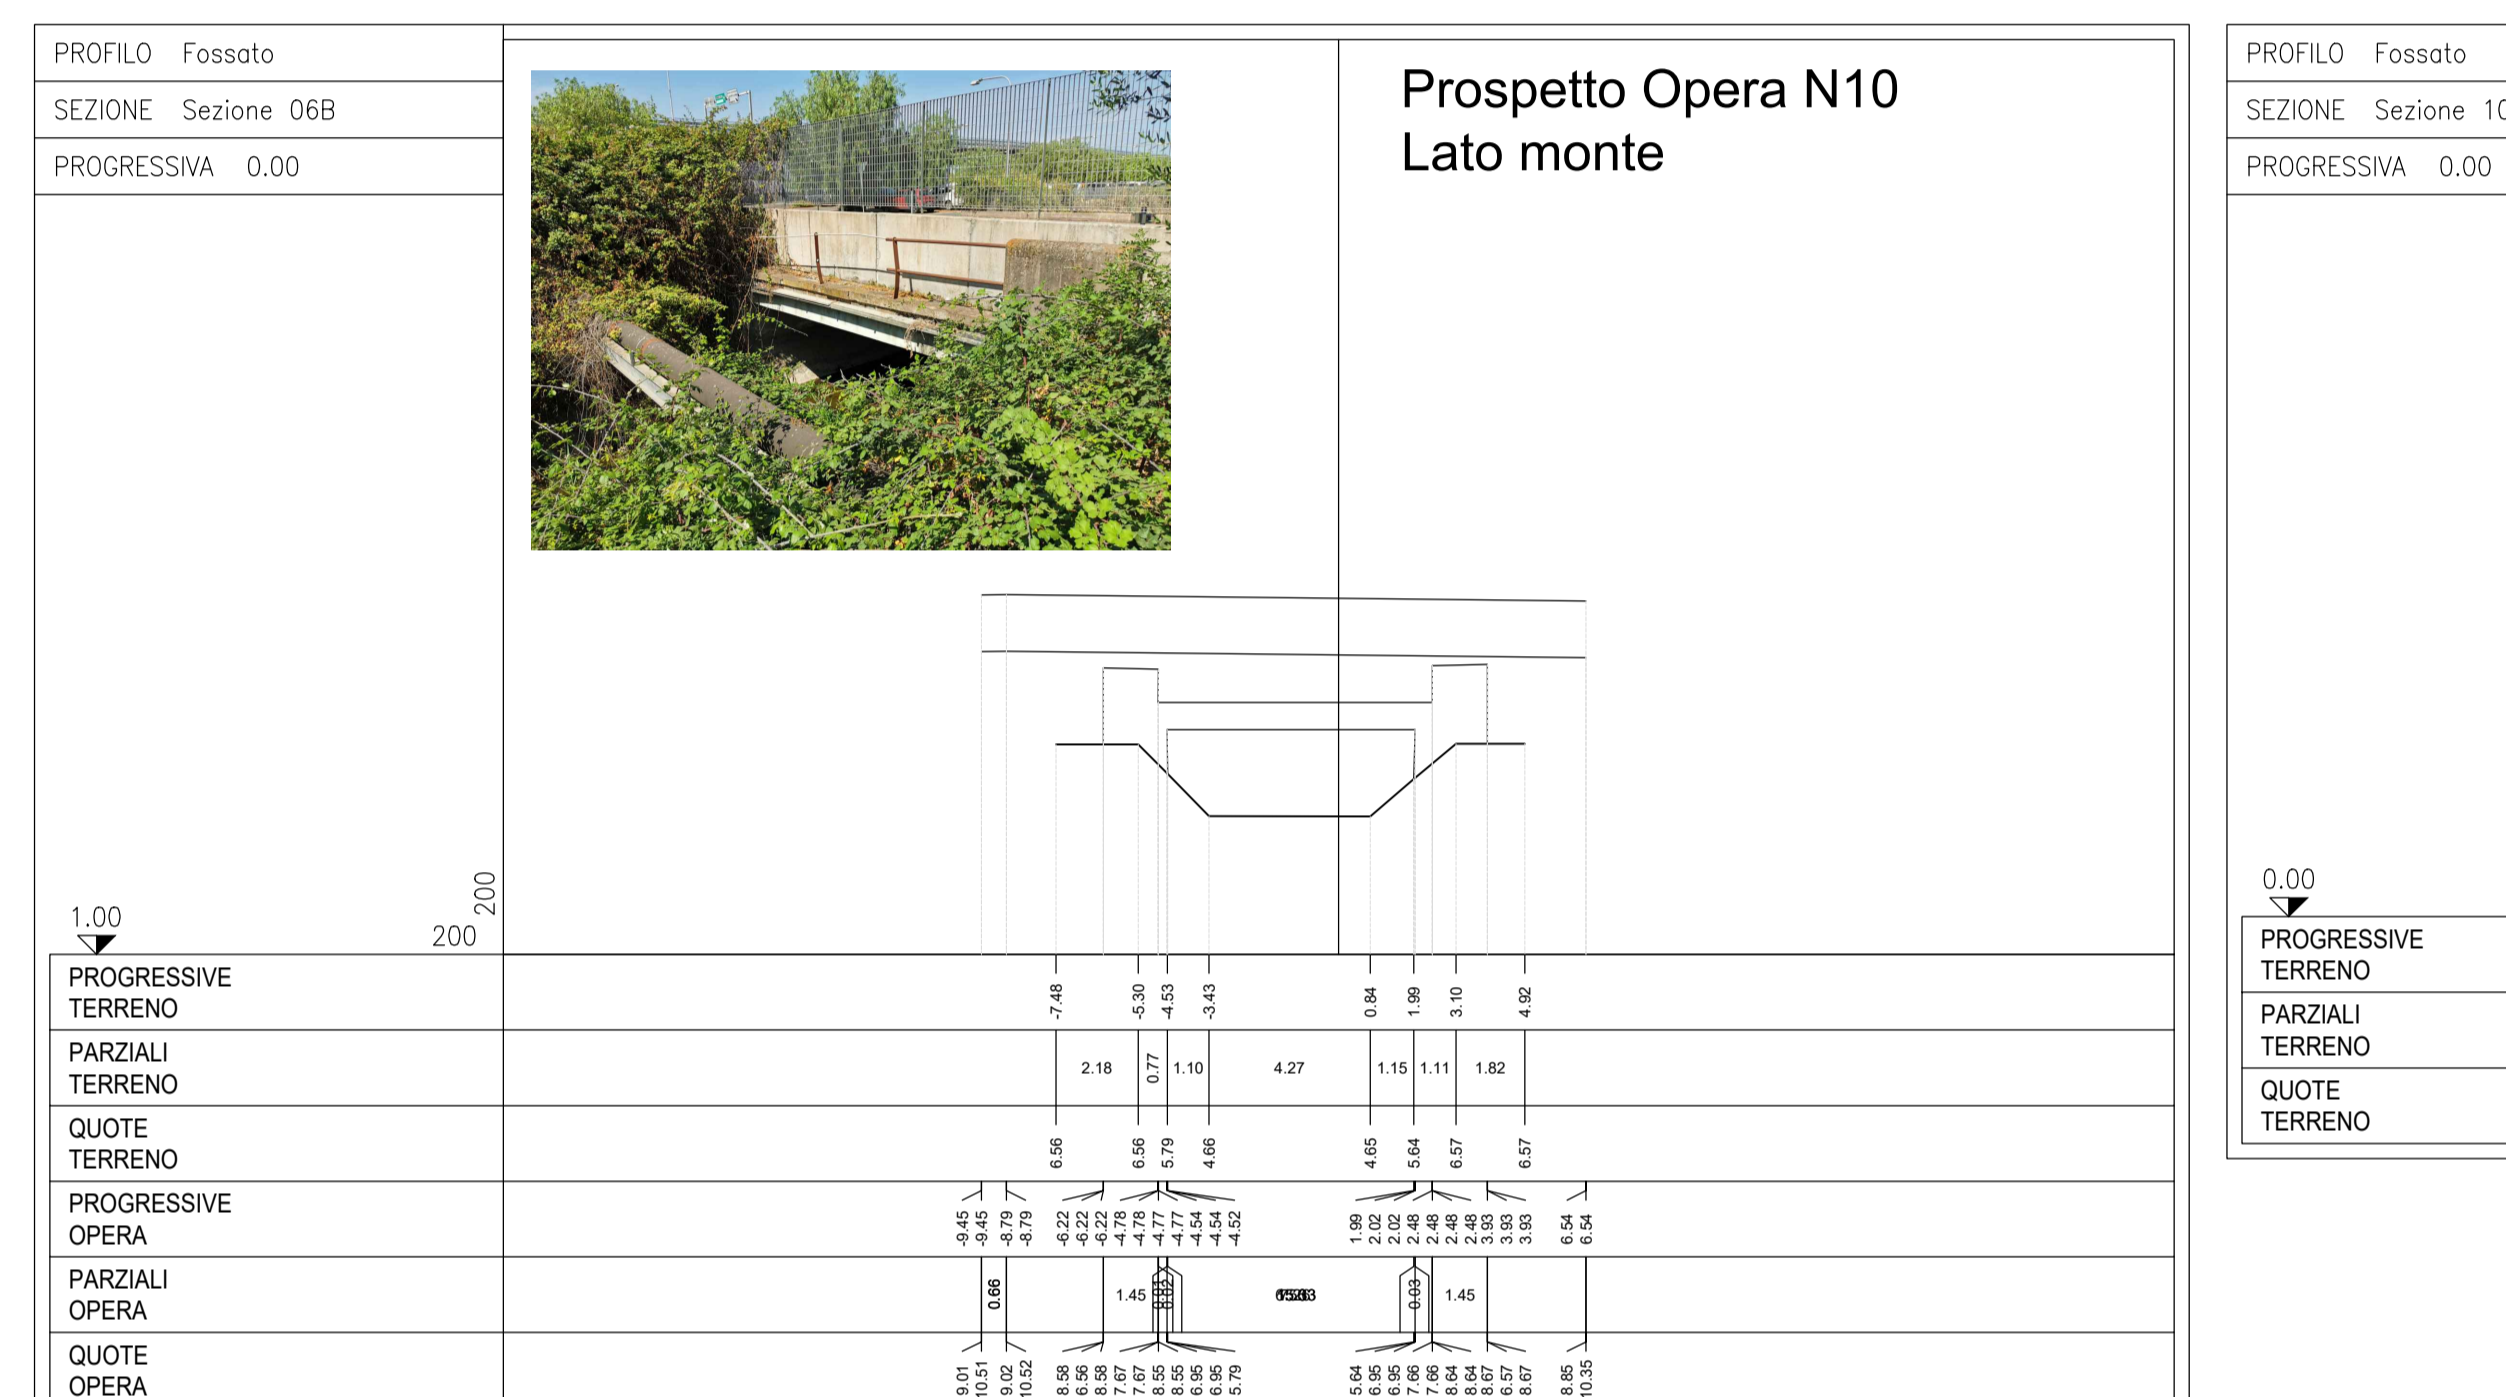 PROFILO Fossato
SEZIONE Sezione 06B
PROGRESSIVA 0.00
Prospetto Opera N10
Lato monte
200
1.00
200
PROGRESSIVE
TERRENO
-7.48 -5.30 -4.53 -3.43 0.84 1.99 3.10 4.92
PARZIALI
TERRENO
2.18 0.77 1.10 4.27 1.15 1.11 1.82
QUOTE
TERRENO
6.56 6.56 5.79 4.66 4.65 5.64 6.57 6.57
PROGRESSIVE
OPERA
-9.45 -9.45 -8.79 -8.79 -6.22 -6.22 -6.22 -4.78 -4.78 -4.77 -4.77 -4.54 -4.54 -4.52 1.99 2.02 2.02 2.48 2.48 2.48 2.48 3.93 3.93 3.93 6.54 6.54
PARZIALI
OPERA
0.66 1.45 0.03 1.45
QUOTE
OPERA
9.01 10.51 9.02 10.52 8.58 6.56 8.58 7.67 7.67 8.55 8.55 6.95 6.95 5.79 5.64 6.95 6.95 7.66 7.66 8.64 8.64 8.67 6.57 8.67 8.85 10.35
PROFILO Fossato
SEZIONE Sezione
PROGRESSIVA 0.00
0.00
PROGRESSIVE
TERRENO
PARZIALI
TERRENO
QUOTE
TERRENO